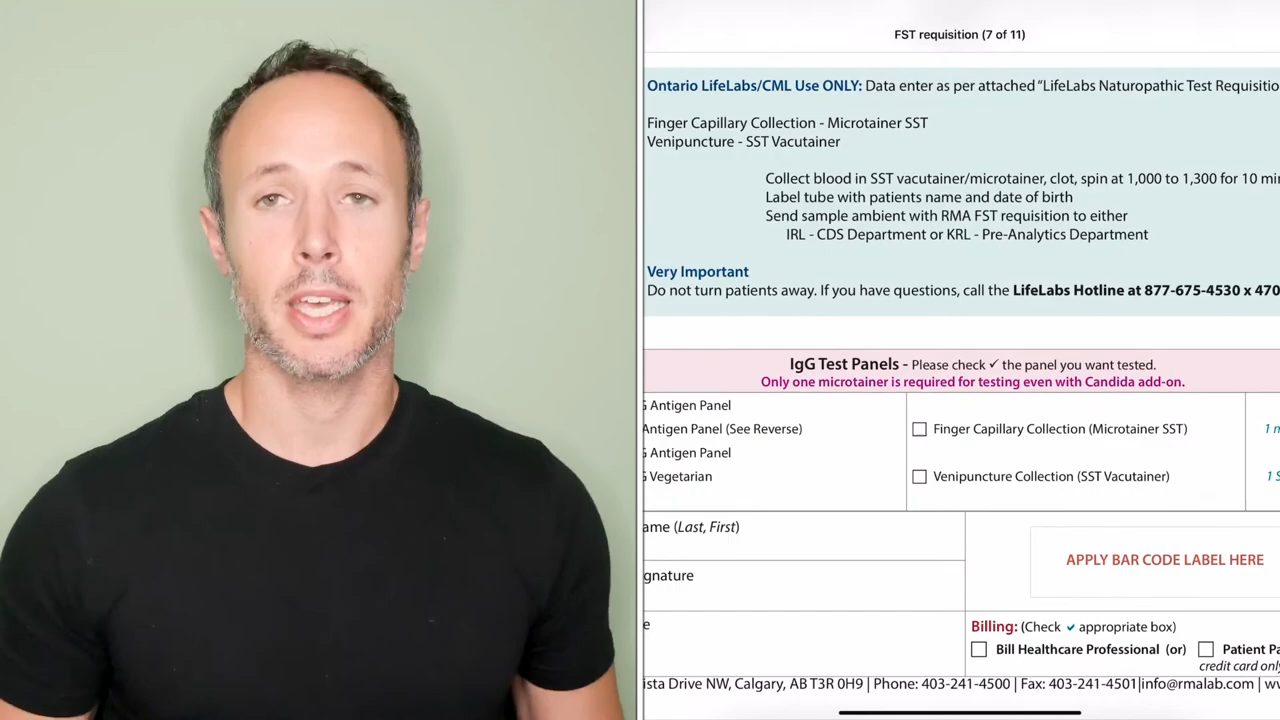 FST requisition (7 of 11)
Ontario LifeLabs/CML Use ONLY: Data enter as per attached "LifeLabs Naturopathic Test Requisitio
Finger Capillary Collection - Microtainer SST
Venipuncture - SST Vacutainer
Collect blood in SST vacutainer/microtainer, clot, spin at 1,000 to 1,300 for 10 mi
Label tube with patients name and date of birth
Send sample ambient with RMA FST requisition to either
IRL - CDS Department or KRL - Pre-Analytics Department
Very Important
Do not turn patients away. If you have questions, call the LifeLabs Hotline at 877-675-4530 x 470
IgG Test Panels - Please check ✓ the panel you want tested.
Only one microtainer is required for testing even with Candida add-on.
G Antigen Panel
Antigen Panel (See Reverse)
G Antigen Panel
G Vegetarian
Finger Capillary Collection (Microtainer SST)
Venipuncture Collection (SST Vacutainer)
1
1 S
ame (Last, First)
gnature
e
APPLY BAR CODE LABEL HERE
Billing: (Check ✓ appropriate box)
Bill Healthcare Professional (or)
Patient Pa
credit card only
ista Drive NW, Calgary, AB T3R 0H9 | Phone: 403-241-4500 | Fax: 403-241-4501|info@rmalab.com | w